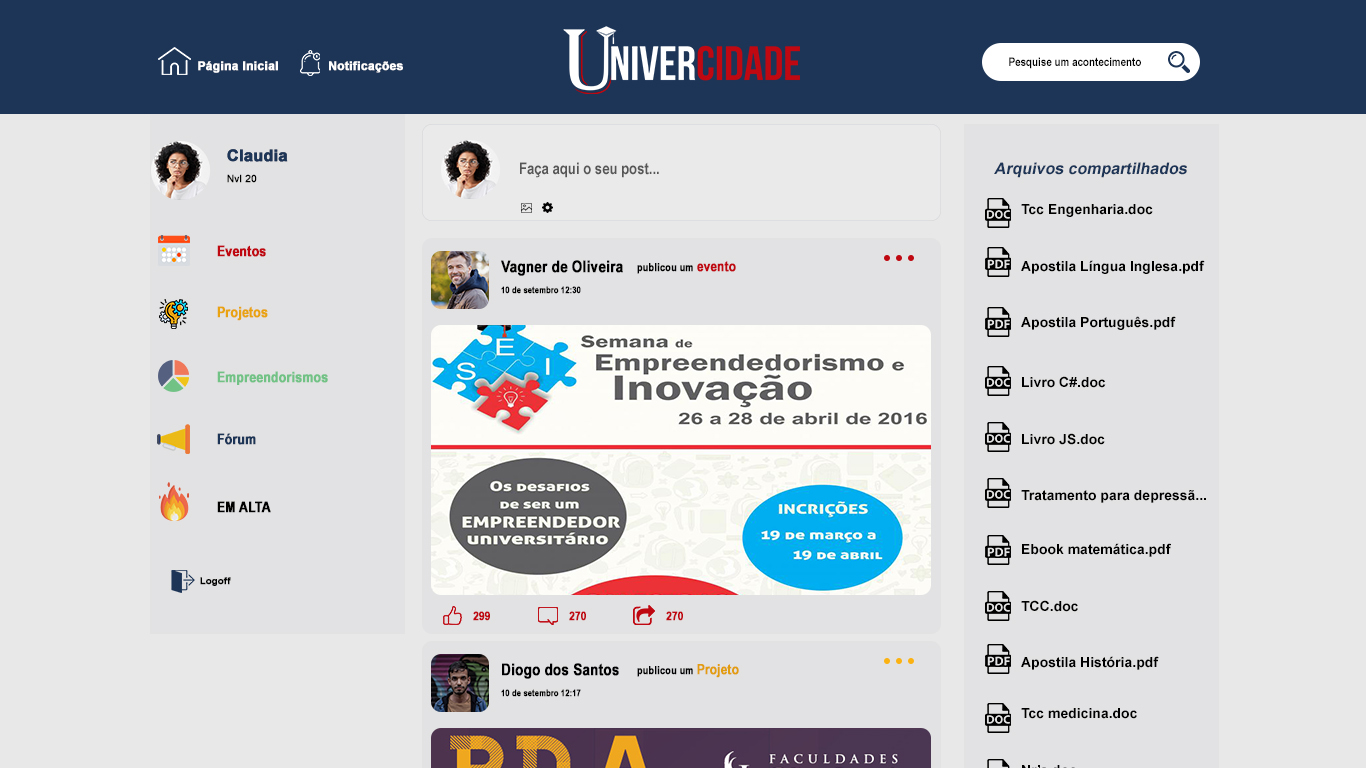 Página Inicial
Notificações
UNIVERCIDADE
Pesquise um acontecimento
Claudia
Nvl 20
Eventos
Projetos
Empreendorismos
Fórum
EM ALTA
Logoff
Faça aqui o seu post...
Vagner de Oliveira publicou um evento
10 de setembro 12:30
SEI
Semana de
Empreendedorismo e
Inovação
26 a 28 de abril de 2016
OS DESAFIOS
DE SER UM
EMPREENDEDOR
UNIVERSITÁRIO
INCRIÇÕES
19 DE MARÇO A
19 DE ABRIL
299 270 270
Diogo dos Santos publicou um Projeto
10 de setembro 12:17
FACULDADES
Arquivos compartilhados
DOC Tcc Engenharia.doc
PDF Apostila Língua Inglesa.pdf
PDF Apostila Português.pdf
DOC Livro C#.doc
DOC Livro JS.doc
DOC Tratamento para depressã...
PDF Ebook matemática.pdf
DOC TCC.doc
PDF Apostila História.pdf
DOC Tcc medicina.doc